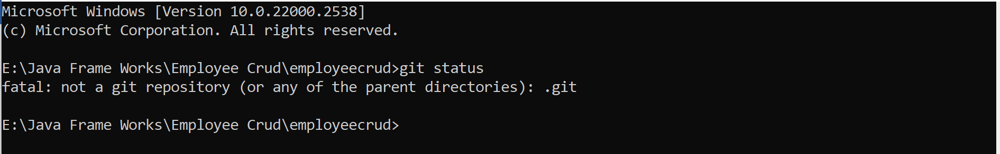 Microsoft Windows [Version 10.0.22000.2538]
(c) Microsoft Corporation. All rights reserved.
E:\Java Frame Works\Employee Crud\employeecrud>git status
fatal: not a git repository (or any of the parent directories): .git
E:\Java Frame Works\Employee Crud\employeecrud>